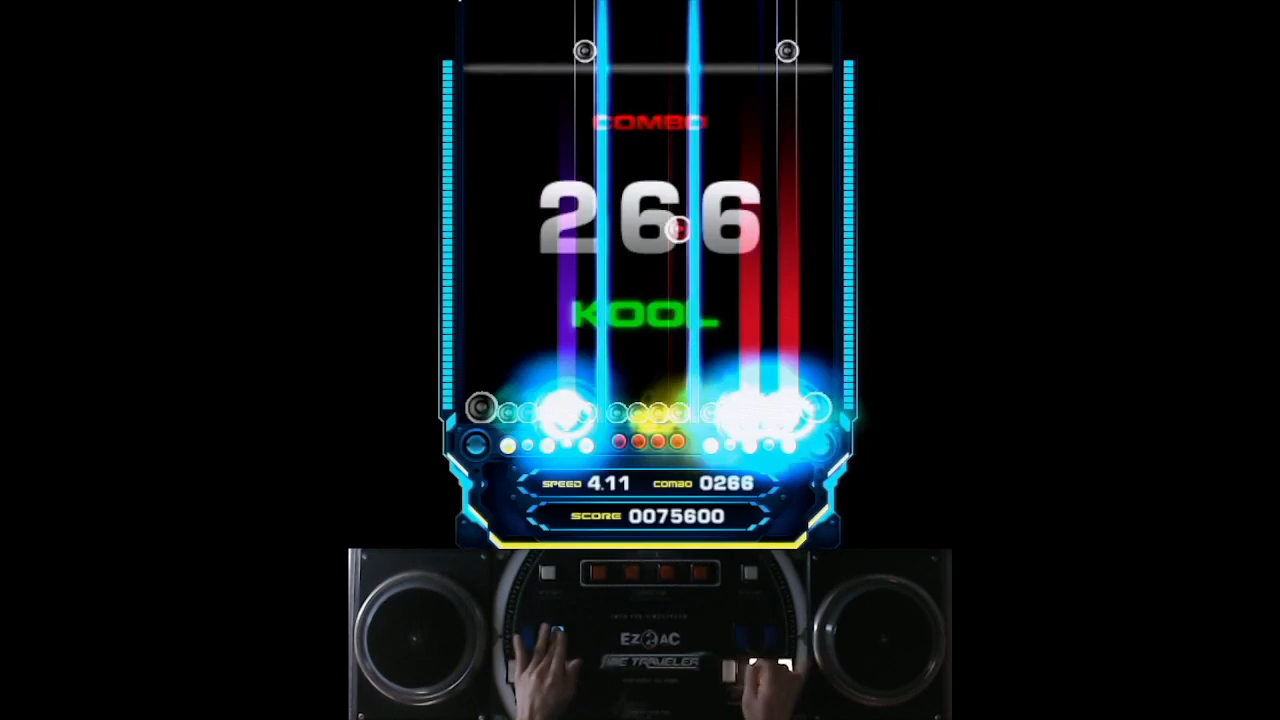 COMBO
266
KOOL
SPEED 4.11 COMBO 0266
SCORE 0075600
EZ2AC
TIME TRAVELER